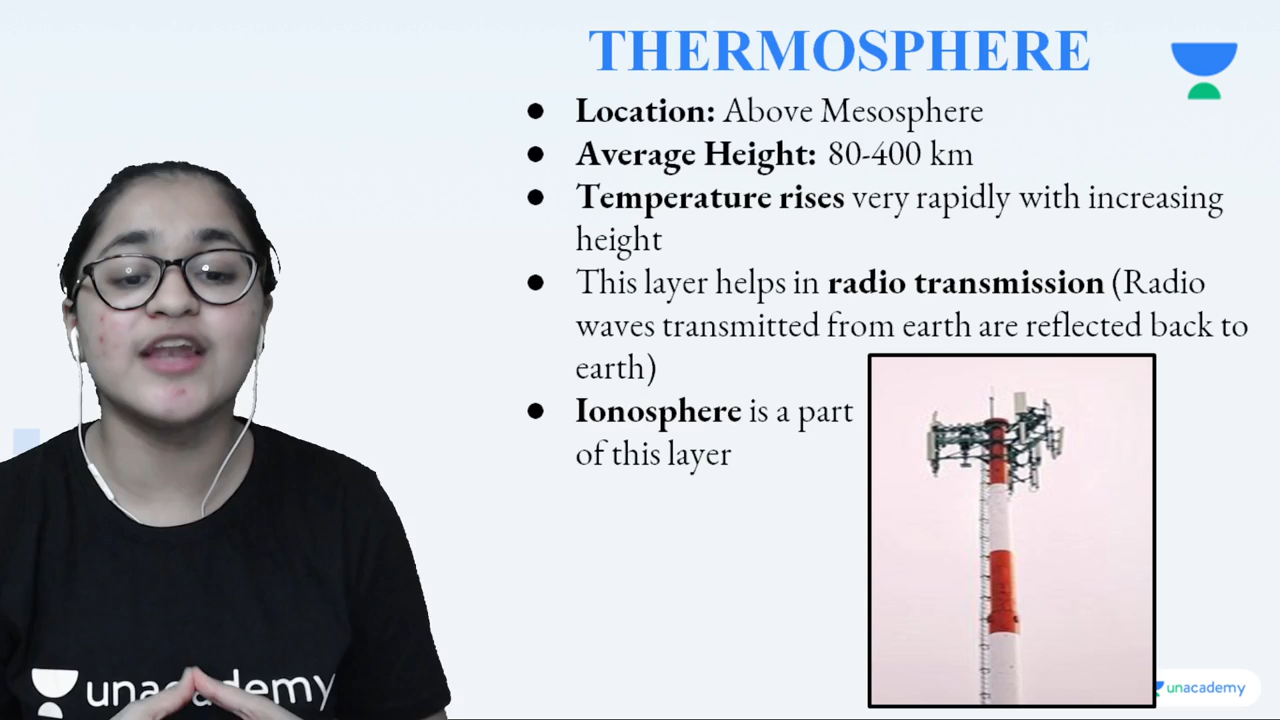 THERMOSPHERE
● Location: Above Mesosphere
● Average Height: 80-400 km
● Temperature rises very rapidly with increasing
height
● This layer helps in radio transmission (Radio
waves transmitted from earth are reflected back to
earth)
● Ionosphere is a part
of this layer
unacademy
unacademy